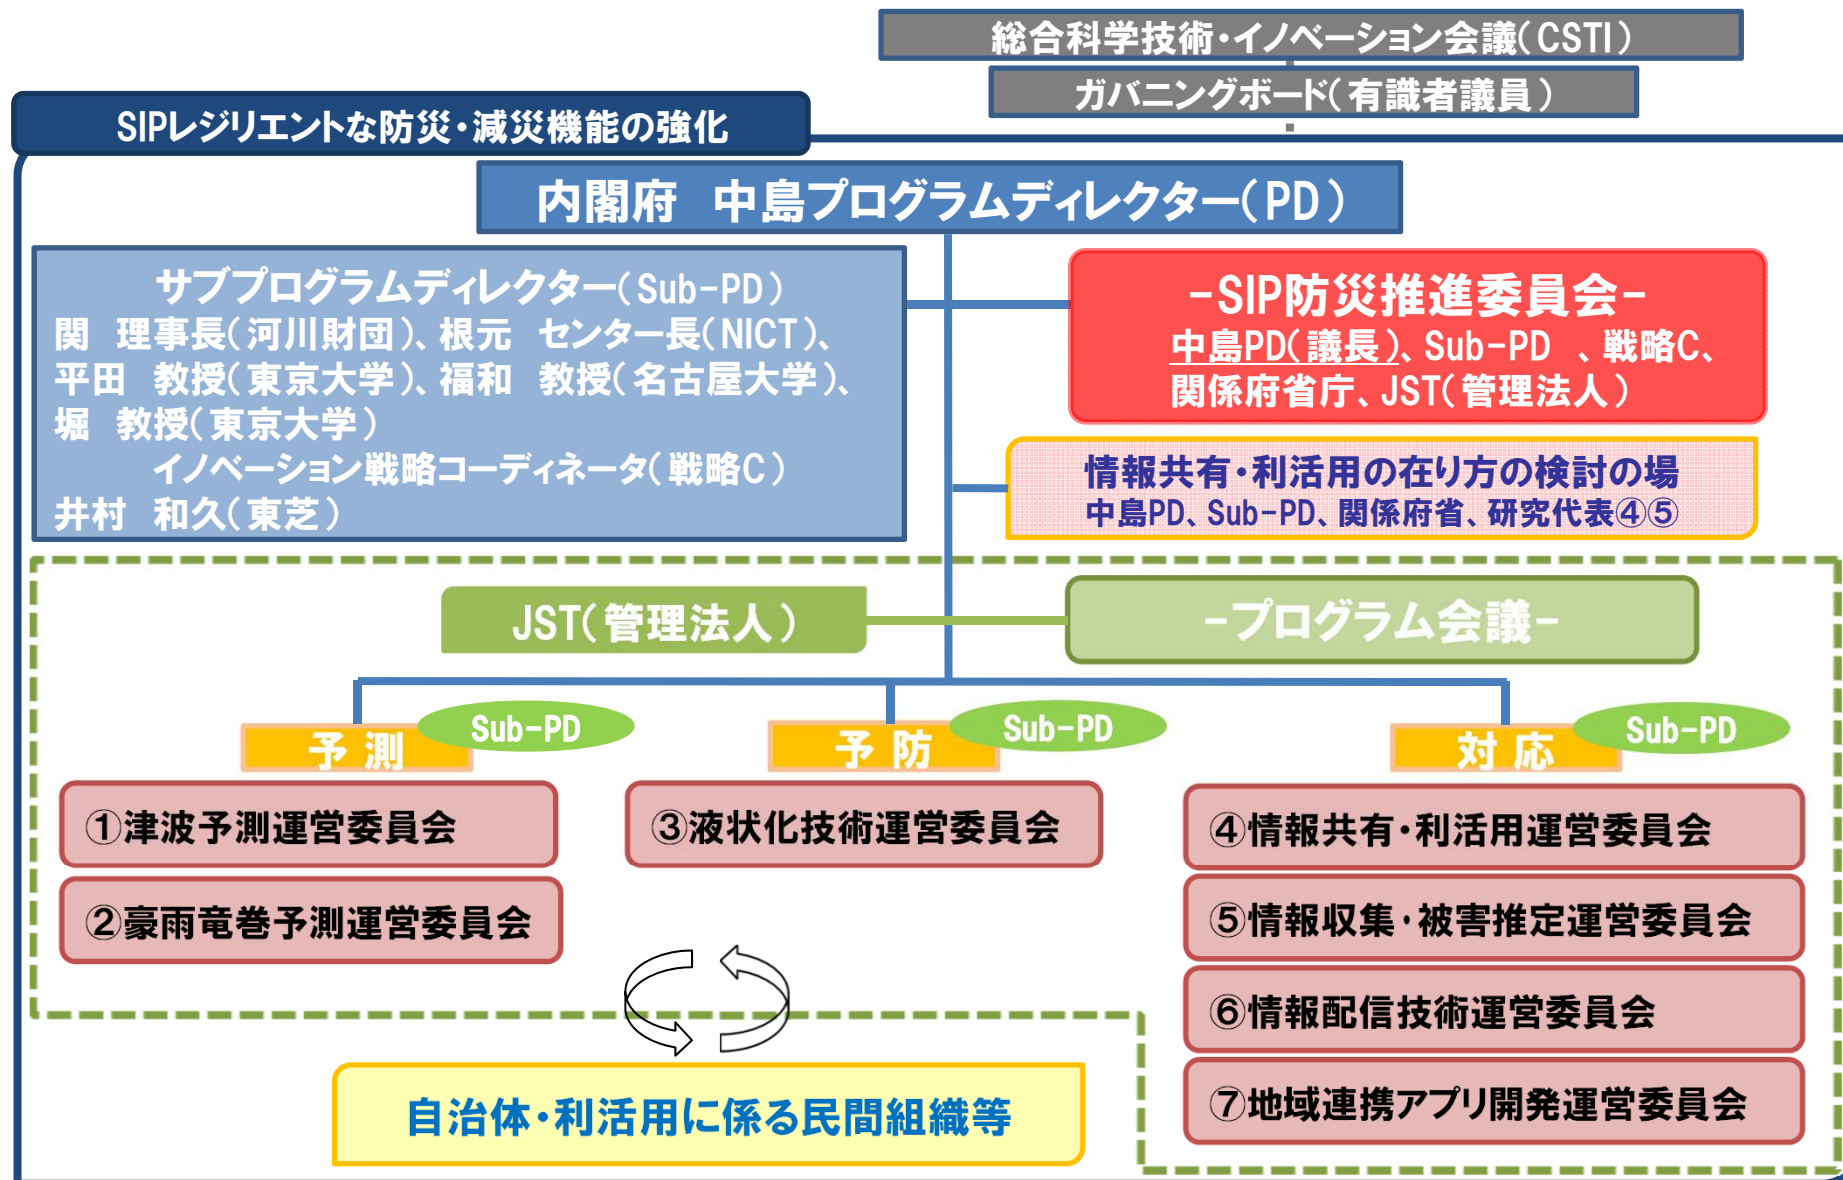 総合科学技術・イノベーション会議(CSTI)
ガバニングボード(有識者議員)
SIPレジリエントな防災・減災機能の強化
内閣府　中島プログラムディレクター(PD)
サブプログラムディレクター(Sub-PD)
関　理事長(河川財団)、根元　センター長(NICT)、
平田　教授(東京大学)、福和　教授(名古屋大学)、
堀　教授(東京大学)
イノベーション戦略コーディネータ(戦略C)
井村　和久(東芝)
-SIP防災推進委員会-
中島PD(議長)、Sub-PD　、戦略C、
関係府省庁、JST(管理法人)
情報共有・利活用の在り方の検討の場
中島PD、Sub-PD、関係府省、研究代表④⑤
JST(管理法人)
-プログラム会議-
予 測
Sub-PD
予 防
Sub-PD
対 応
Sub-PD
①津波予測運営委員会
②豪雨竜巻予測運営委員会
③液状化技術運営委員会
④情報共有・利活用運営委員会
⑤情報収集・被害推定運営委員会
⑥情報配信技術運営委員会
⑦地域連携アプリ開発運営委員会
自治体・利活用に係る民間組織等